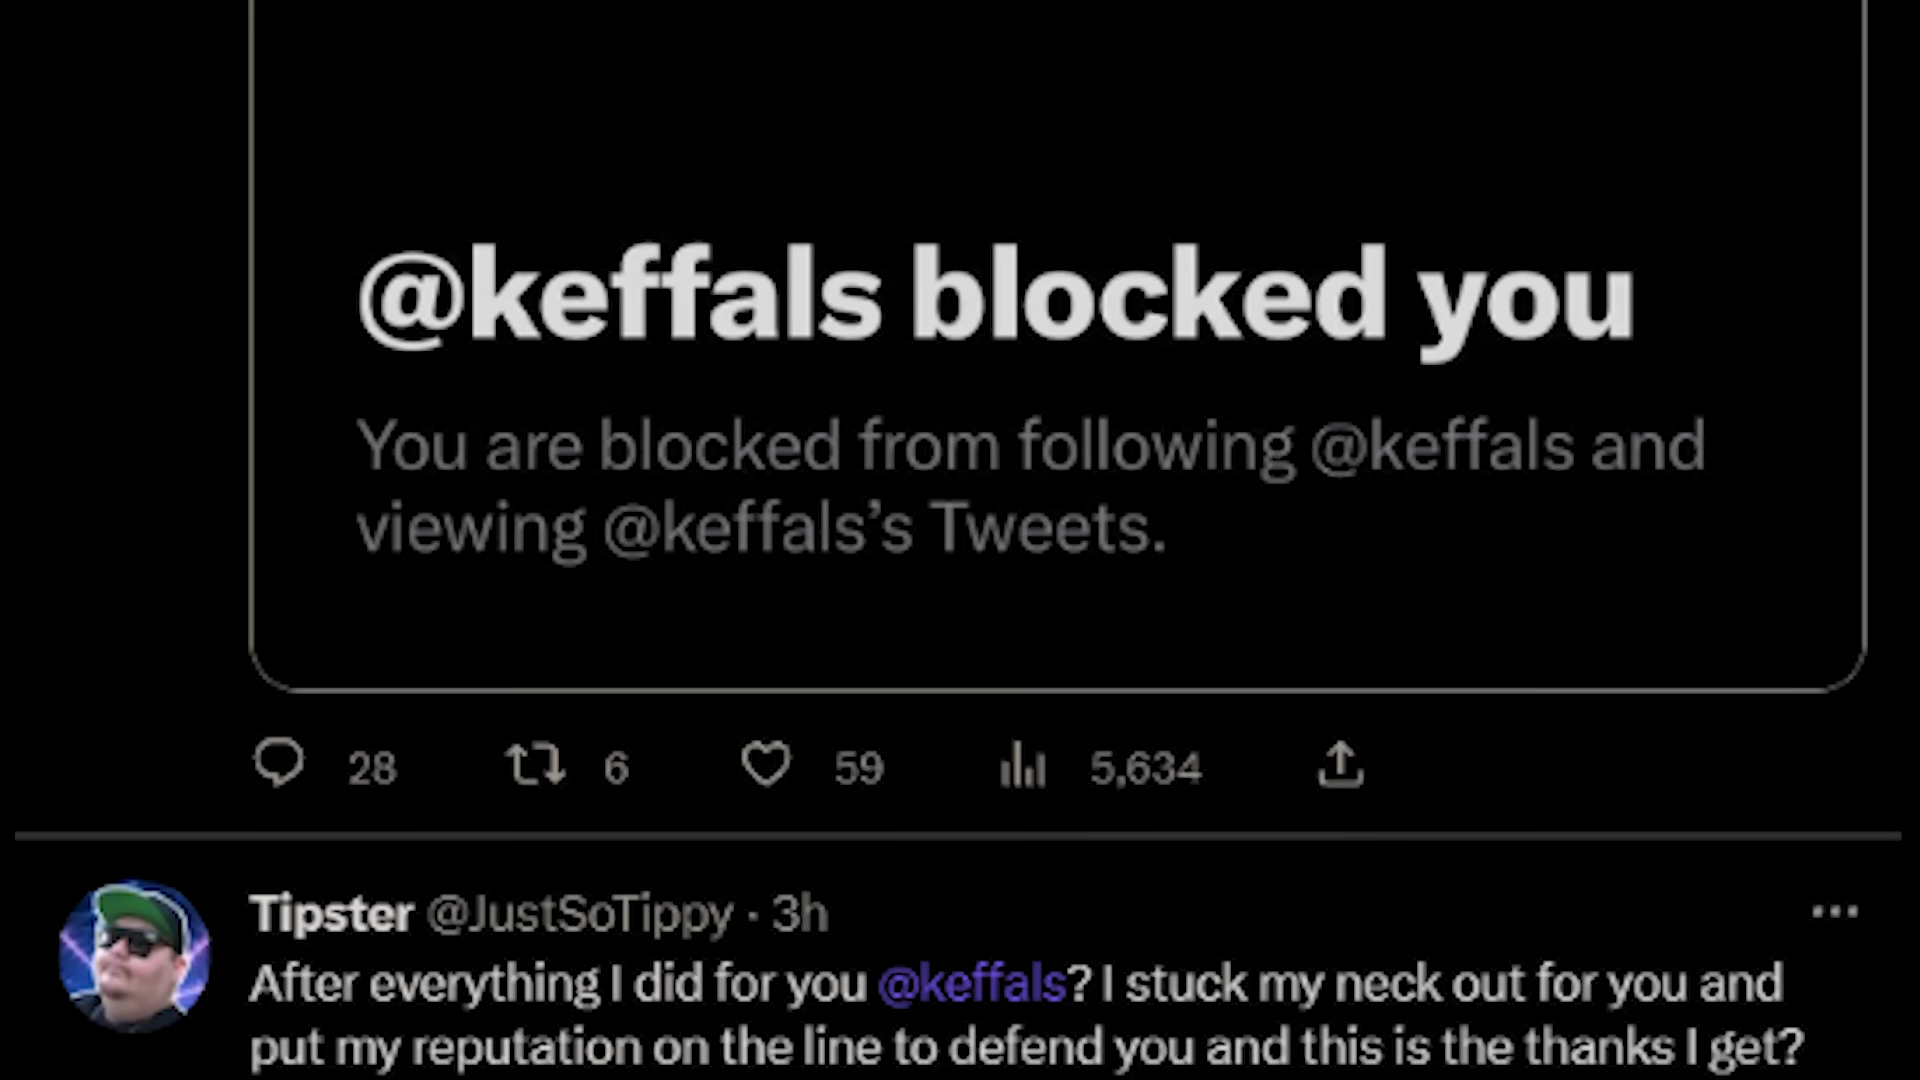 @keffals blocked you
You are blocked from following @keffals and
viewing @keffals’s Tweets.
28 6 59 5,634
Tipster @JustSoTippy · 3h
After everything I did for you @keffals? I stuck my neck out for you and
put my reputation on the line to defend you and this is the thanks I get?